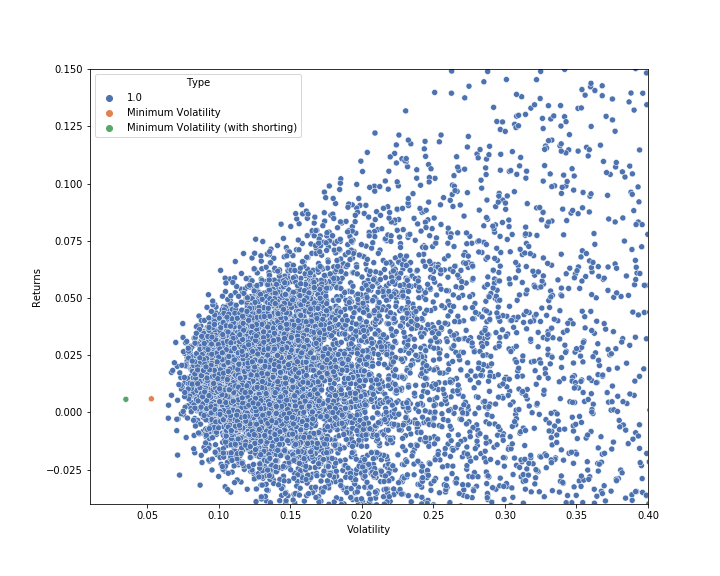 0.150
0.125
0.100
0.075
0.050
0.025
0.000
−0.025
Returns
Type
1.0
Minimum Volatility
Minimum Volatility (with shorting)
0.05 0.10 0.15 0.20 0.25 0.30 0.35 0.40
Volatility